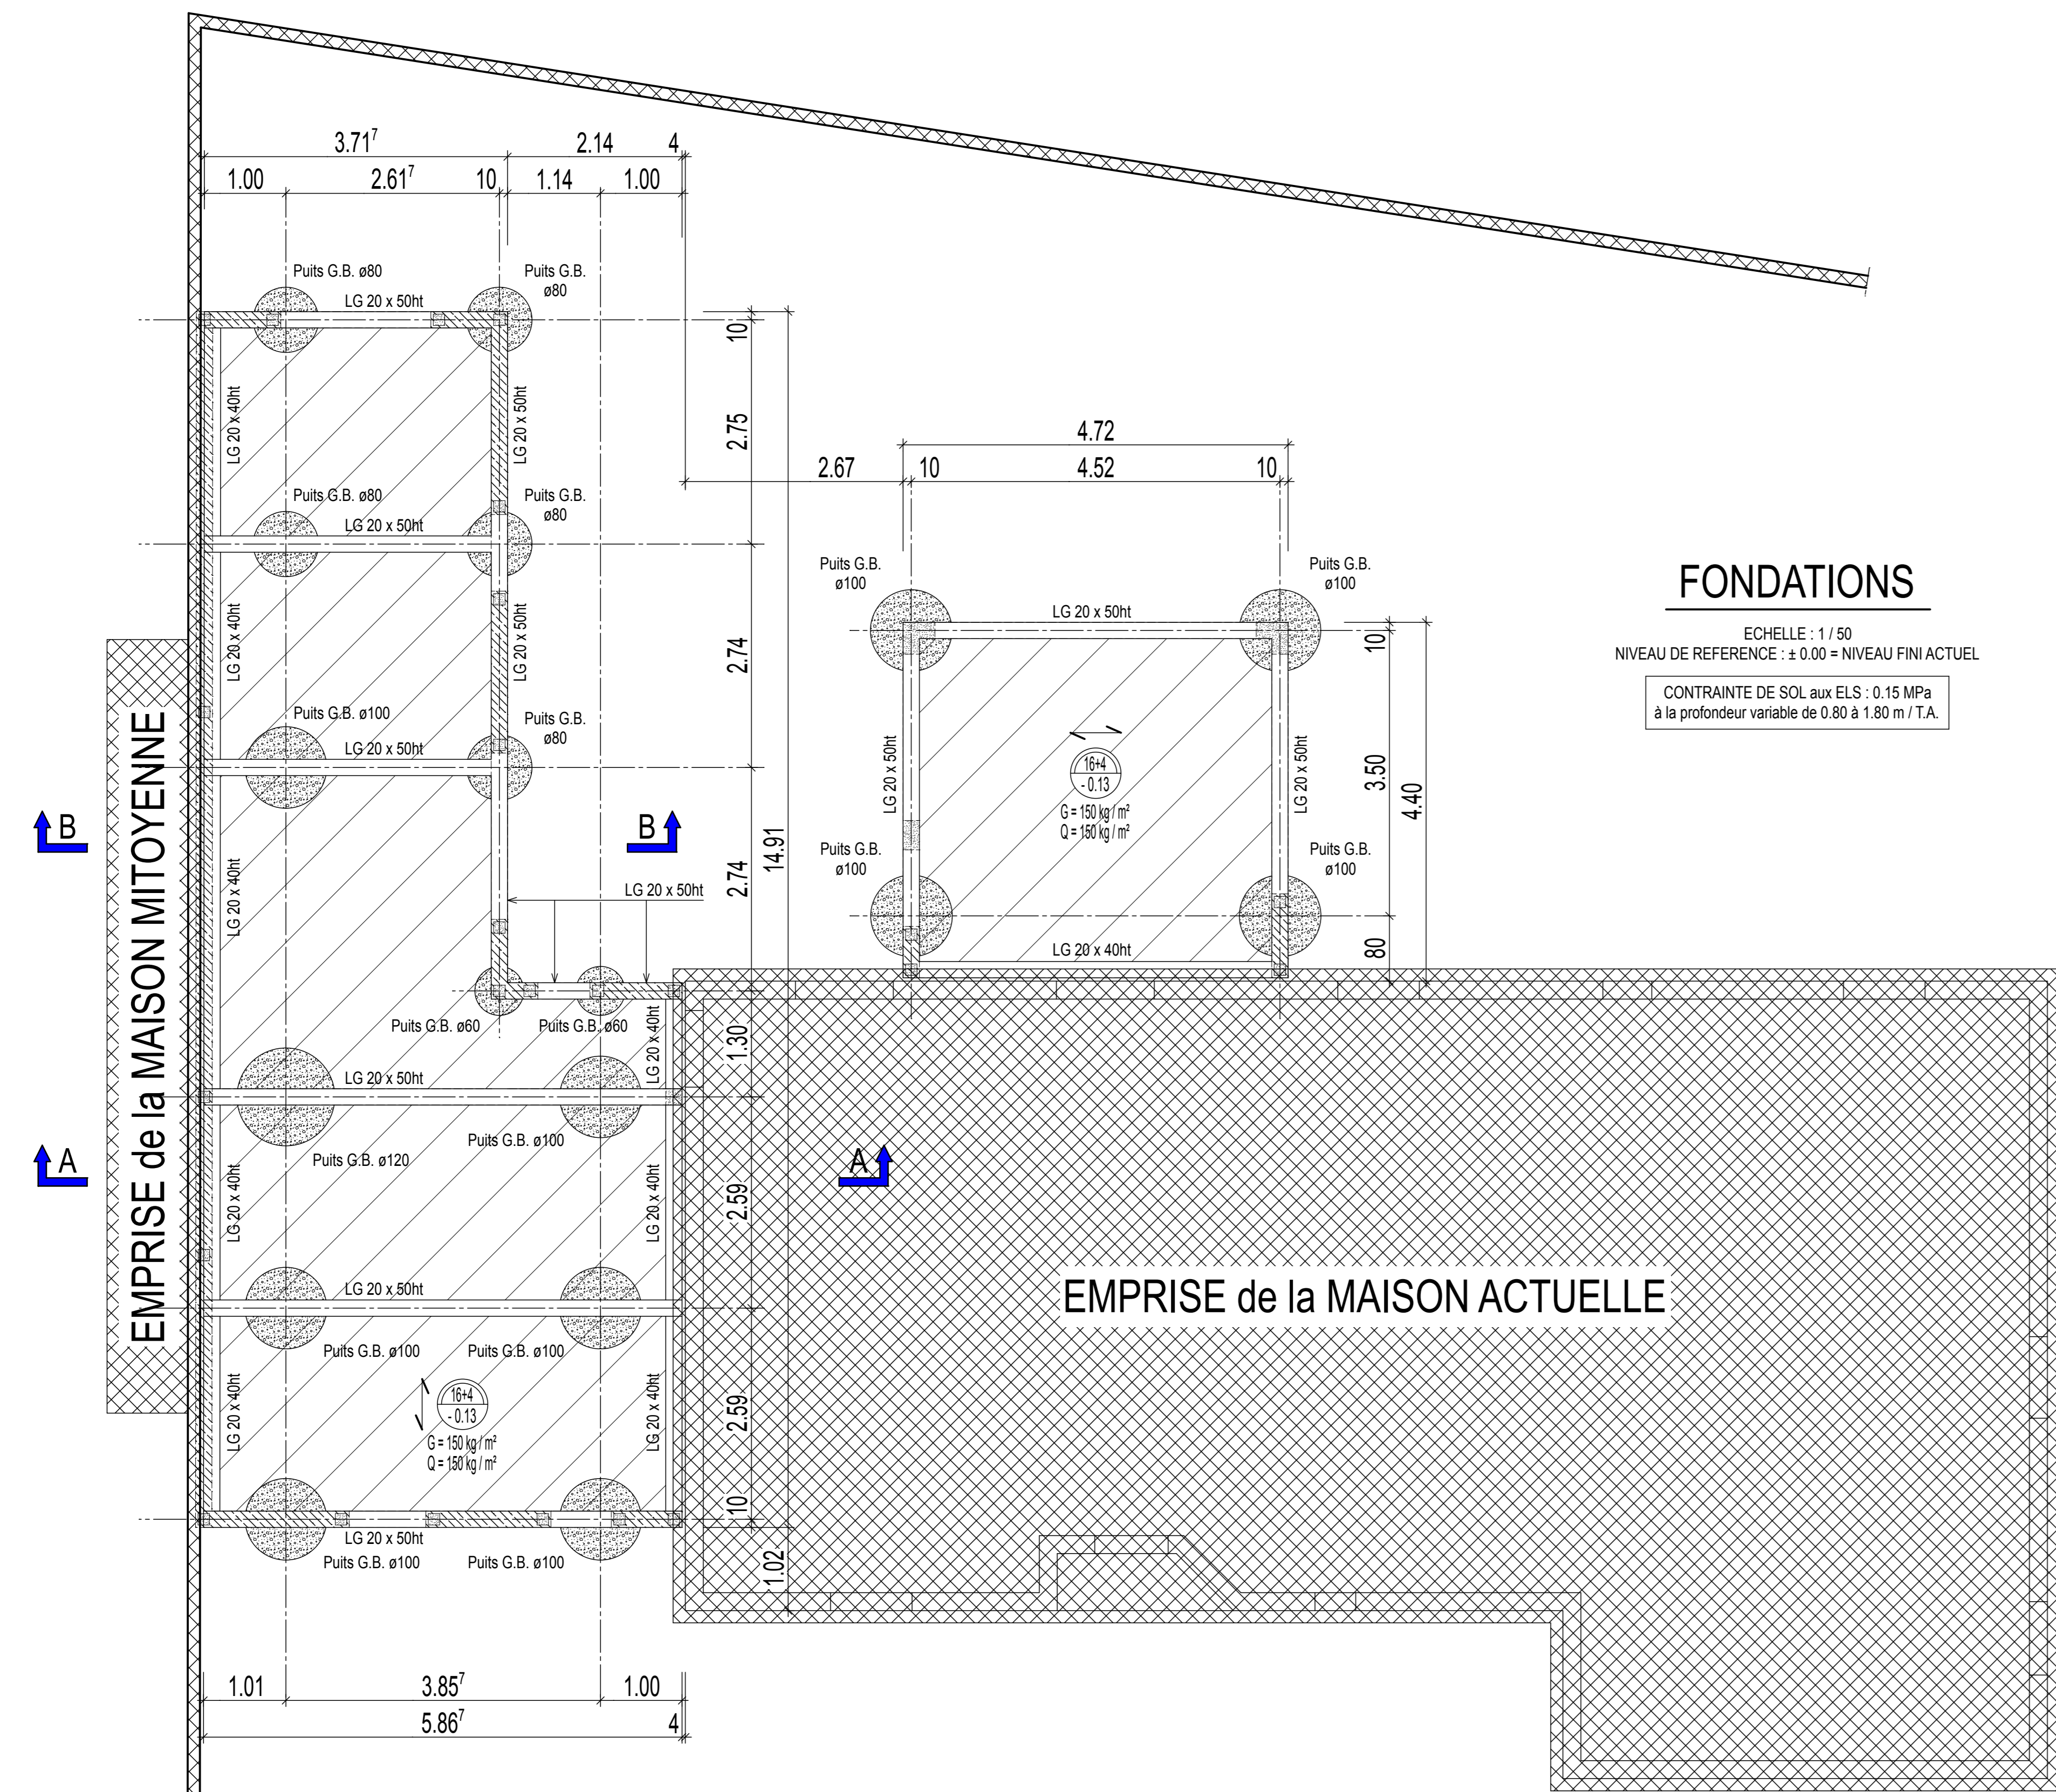 3.71⁷
2.14
4
1.00
2.61⁷
10
1.14
1.00
Puits G.B. ø80
Puits G.B.
ø80
LG 20 x 50ht
LG 20 x 40ht
LG 20 x 50ht
10
2.75
Puits G.B. ø80
Puits G.B.
ø80
LG 20 x 50ht
LG 20 x 40ht
LG 20 x 50ht
2.74
Puits G.B. ø100
Puits G.B.
ø80
LG 20 x 50ht
LG 20 x 40ht
2.74
14.91
LG 20 x 50ht
B
B
EMPRISE de la MAISON MITOYENNE
4.72
2.67
10
4.52
10
Puits G.B.
ø100
Puits G.B.
ø100
LG 20 x 50ht
LG 20 x 50ht
LG 20 x 50ht
16+4
- 0.13
G = 150 kg / m²
Q = 150 kg / m²
Puits G.B.
ø100
Puits G.B.
ø100
LG 20 x 40ht
10
3.50
4.40
80
FONDATIONS
ECHELLE : 1 / 50
NIVEAU DE REFERENCE : ± 0.00 = NIVEAU FINI ACTUEL
CONTRAINTE DE SOL aux ELS : 0.15 MPa
à la profondeur variable de 0.80 à 1.80 m / T.A.
Puits G.B. ø60
Puits G.B. ø60
LG 20 x 40ht
1.30
LG 20 x 50ht
Puits G.B. ø120
Puits G.B. ø100
A
A
LG 20 x 40ht
LG 20 x 40ht
2.59
LG 20 x 50ht
EMPRISE de la MAISON ACTUELLE
Puits G.B. ø100
Puits G.B. ø100
LG 20 x 40ht
16+4
- 0.13
G = 150 kg / m²
Q = 150 kg / m²
LG 20 x 40ht
2.59
10
LG 20 x 50ht
Puits G.B. ø100
Puits G.B. ø100
1.02
1.01
3.85⁷
1.00
5.86⁷
4